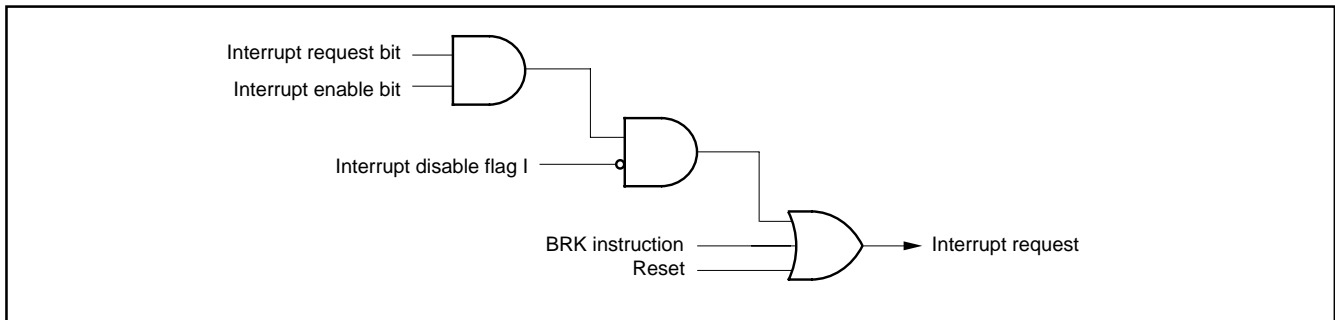 Interrupt request bit
Interrupt enable bit
Interrupt disable flag I
BRK instruction
Reset
Interrupt request